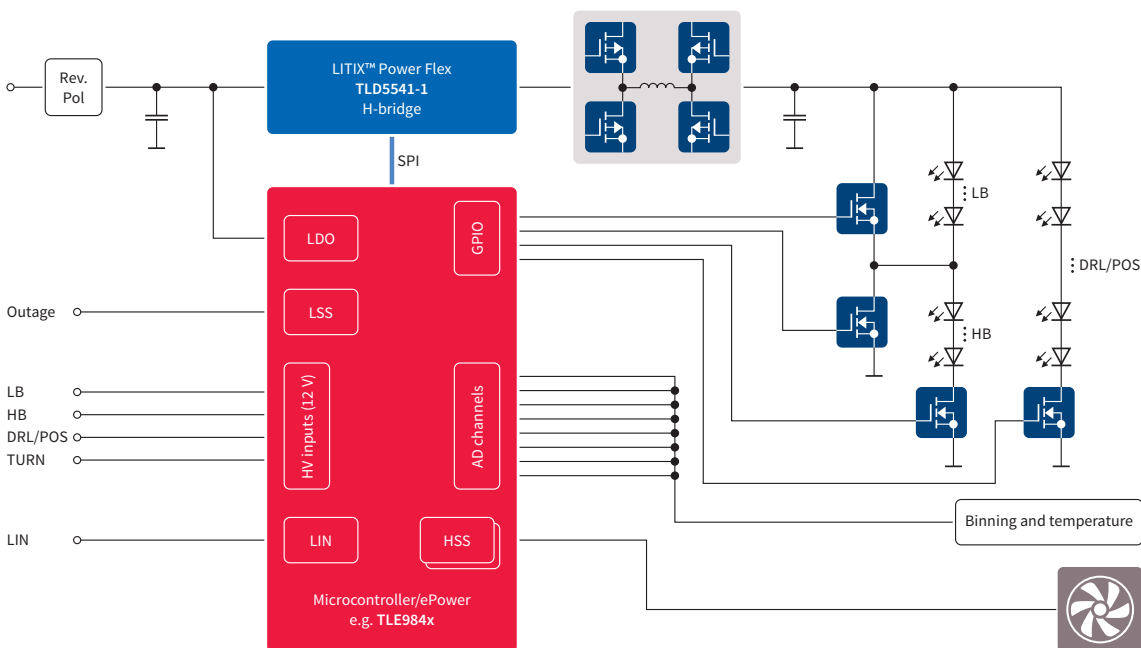 Rev.
Pol
LITIX™ Power Flex
TLD5541-1
H-bridge
SPI
LDO
GPIO
LB
DRL/POS
Outage
LSS
HB
LB
HB
DRL/POS
TURN
HV inputs (12 V)
AD channels
Binning and temperature
LIN
LIN
HSS
Microcontroller/ePower
e.g. TLE984x